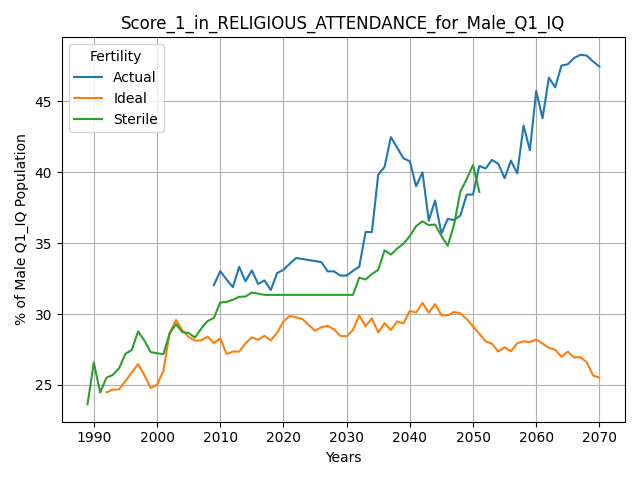 Score_1_in_RELIGIOUS_ATTENDANCE_for_Male_Q1_IQ
Fertility
Actual
Ideal
Sterile
% of Male Q1_IQ Population
45
40
35
30
25
1990 2000 2010 2020 2030 2040 2050 2060 2070
Years